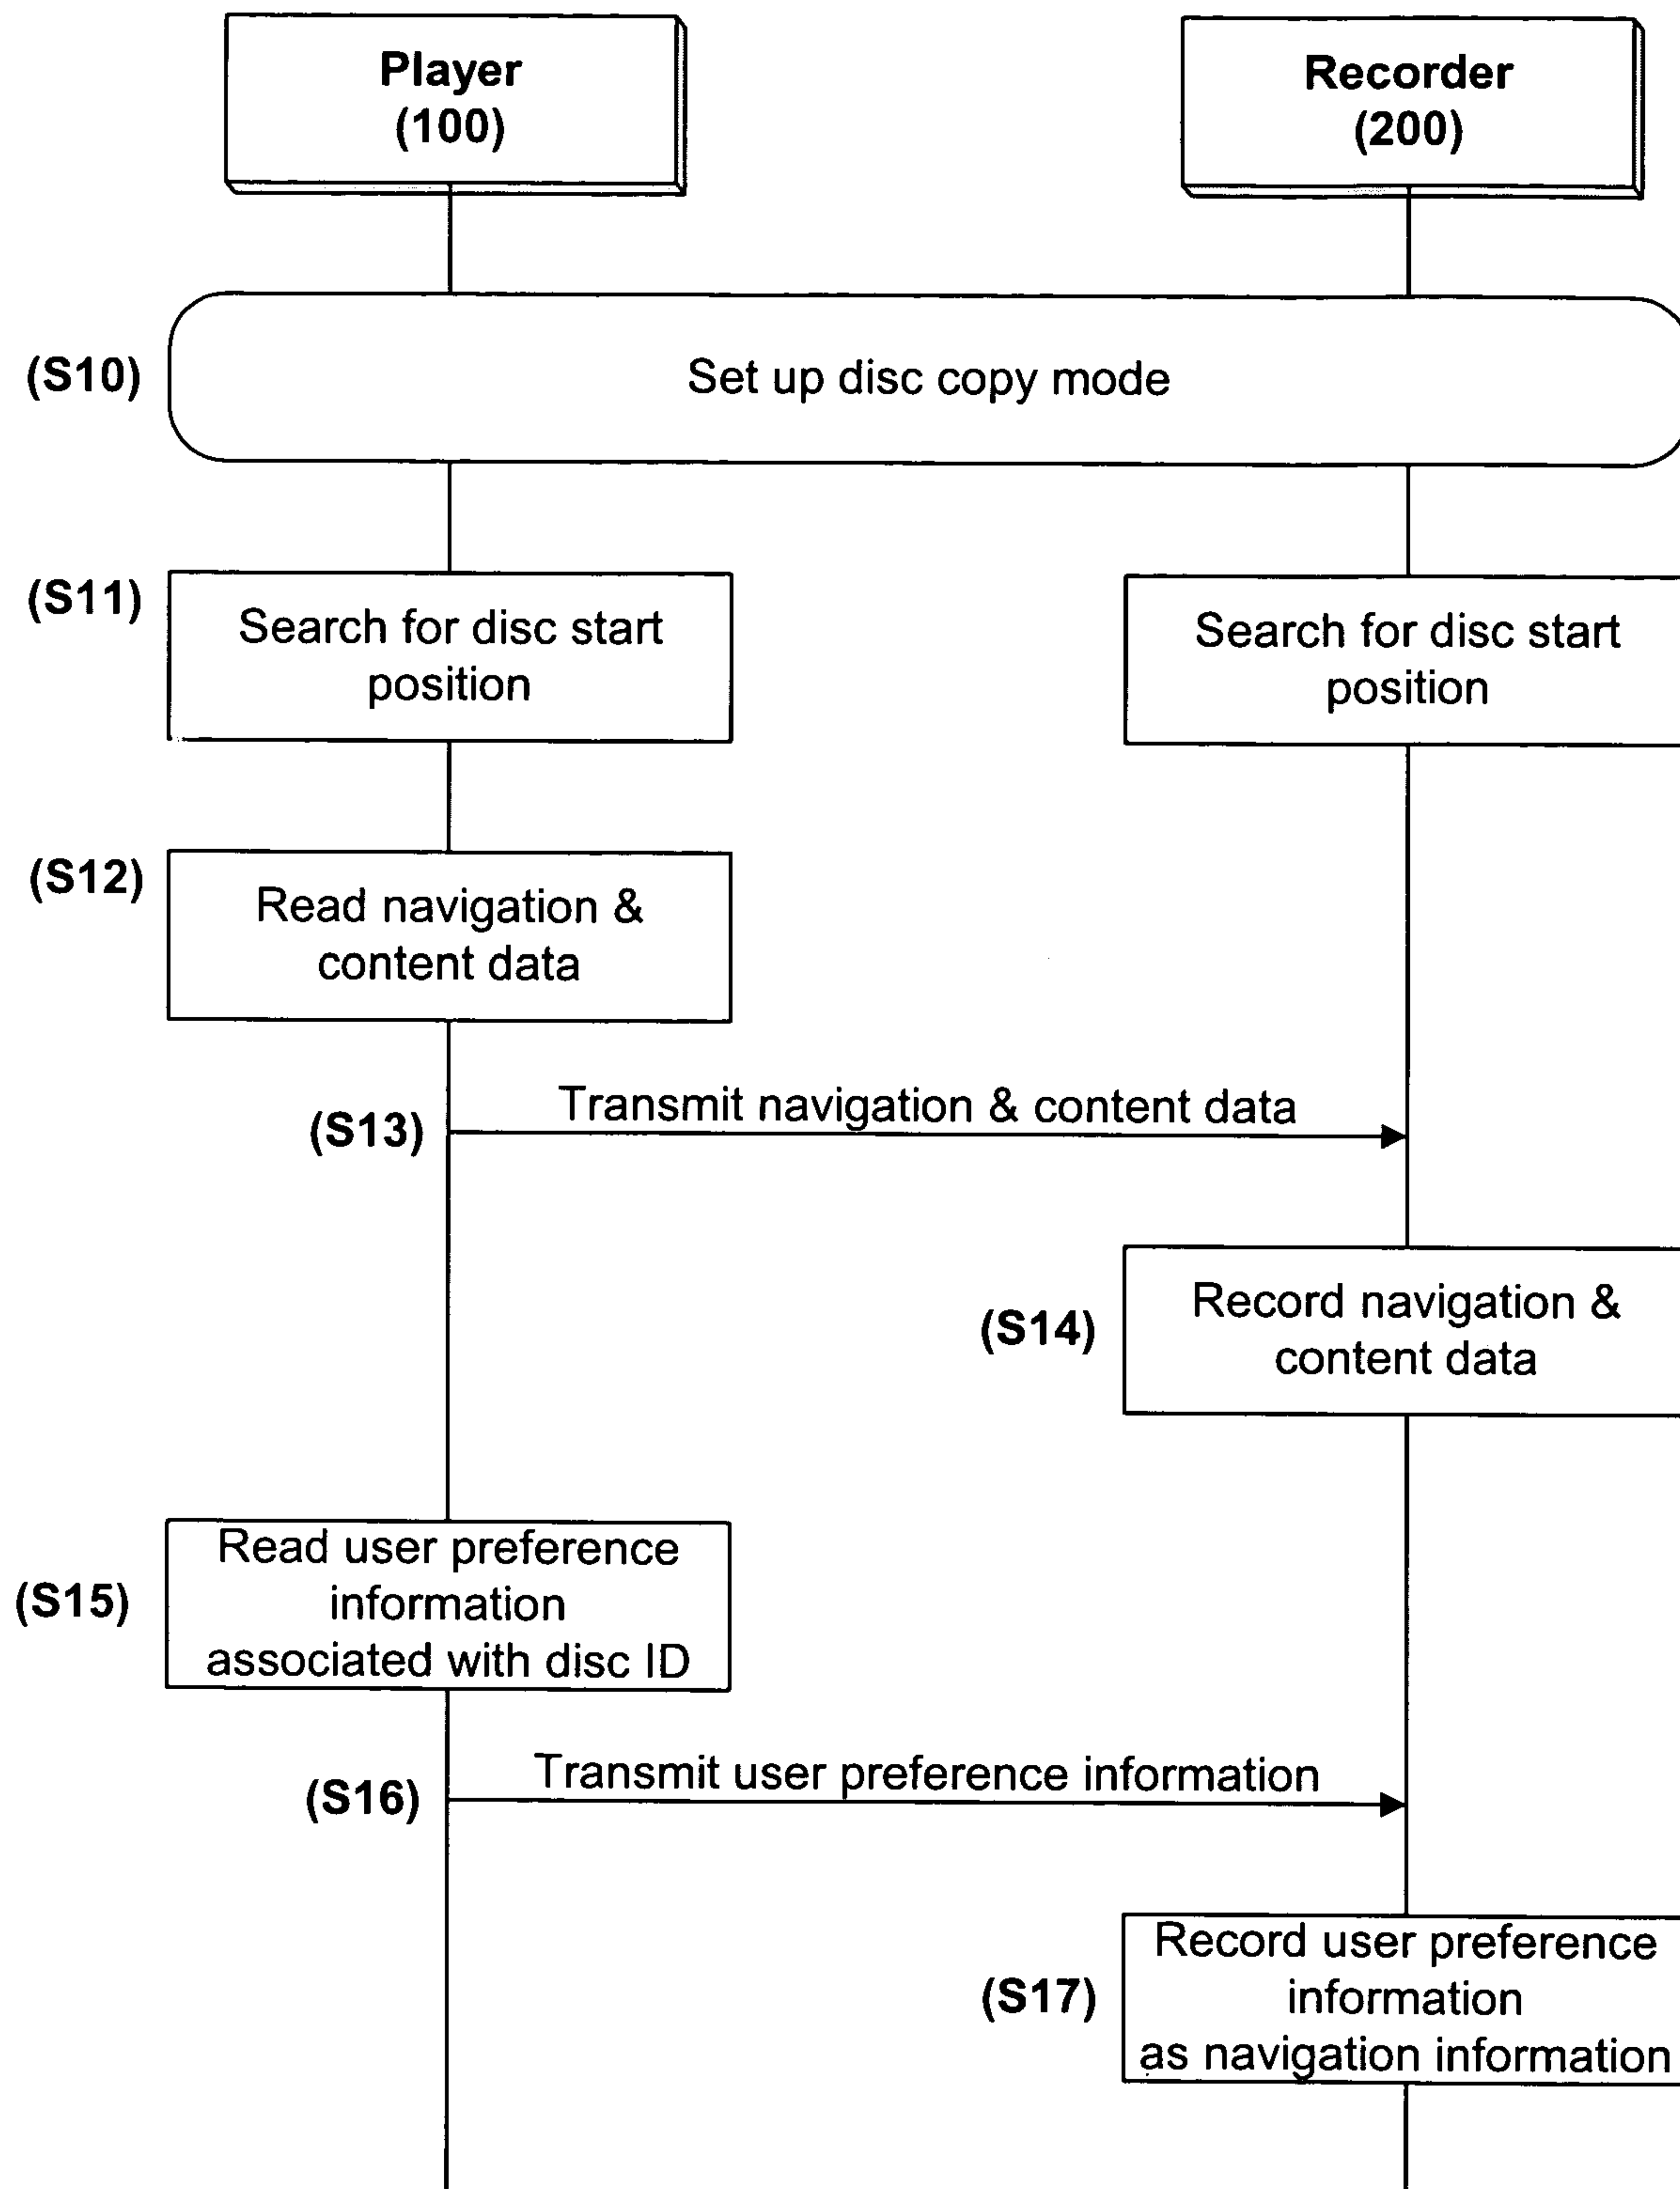 Player
(100)
Recorder
(200)
(S10)
Set up disc copy mode
(S11)
Search for disc start
position
Search for disc start
position
(S12)
Read navigation &
content data
(S13)
Transmit navigation & content data
(S14)
Record navigation &
content data
(S15)
Read user preference
information
associated with disc ID
(S16)
Transmit user preference information
(S17)
Record user preference
information
as navigation information